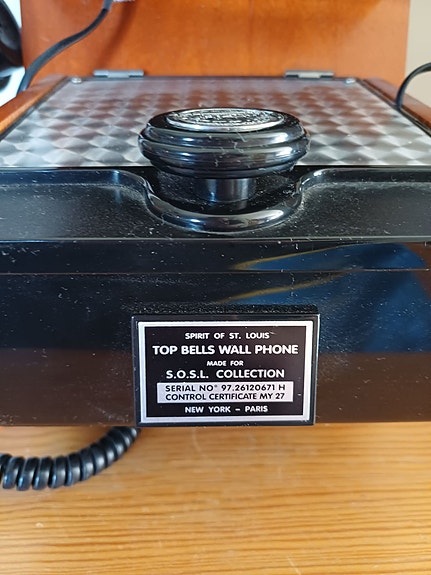 SPIRIT OF ST. LOUIS™
TOP BELLS WALL PHONE
MADE FOR
S.O.S.L. COLLECTION
SERIAL NO° 97.26120671 H
CONTROL CERTIFICATE MY 27
NEW YORK – PARIS